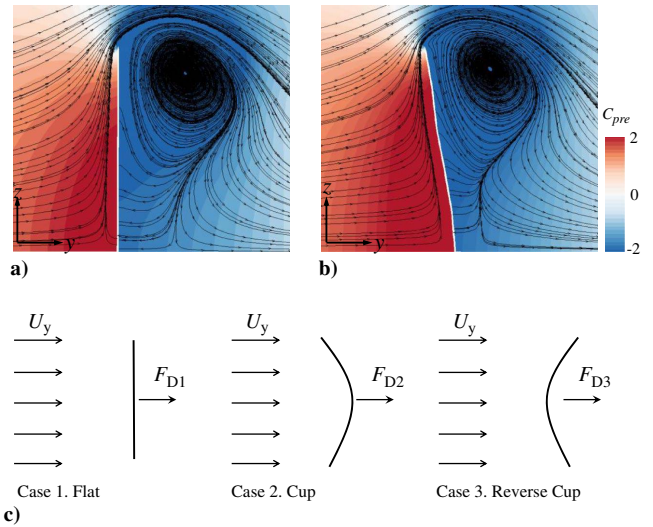 C_pre
2
0
-2
z
y
z
y
a)
b)
U_y
U_y
U_y
F_D1
F_D2
F_D3
Case 1. Flat
Case 2. Cup
Case 3. Reverse Cup
c)